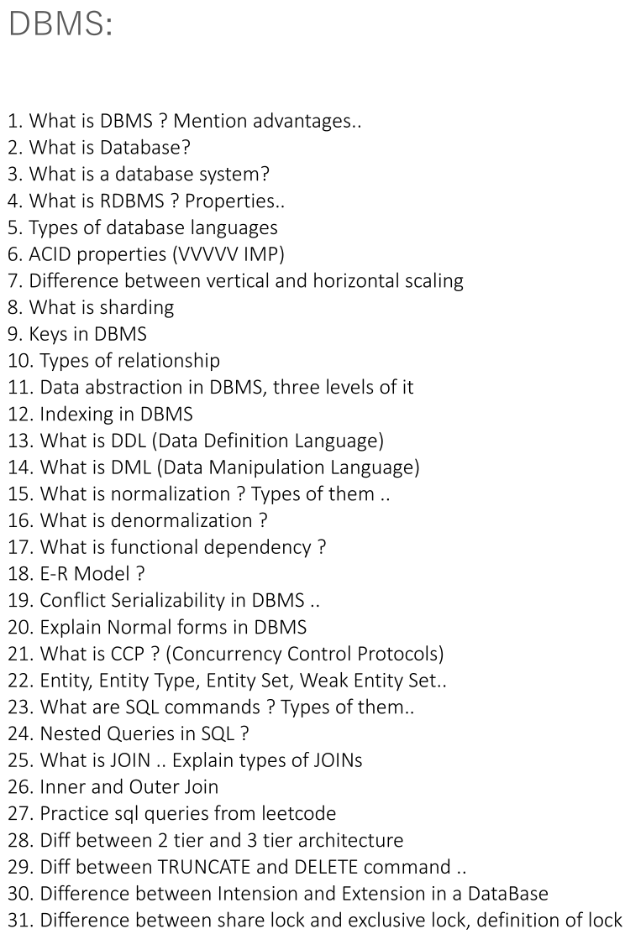 DBMS:
1. What is DBMS ? Mention advantages..
2. What is Database?
3. What is a database system?
4. What is RDBMS ? Properties..
5. Types of database languages
6. ACID properties (VVVVV IMP)
7. Difference between vertical and horizontal scaling
8. What is sharding
9. Keys in DBMS
10. Types of relationship
11. Data abstraction in DBMS, three levels of it
12. Indexing in DBMS
13. What is DDL (Data Definition Language)
14. What is DML (Data Manipulation Language)
15. What is normalization ? Types of them ..
16. What is denormalization ?
17. What is functional dependency ?
18. E-R Model ?
19. Conflict Serializability in DBMS ..
20. Explain Normal forms in DBMS
21. What is CCP ? (Concurrency Control Protocols)
22. Entity, Entity Type, Entity Set, Weak Entity Set..
23. What are SQL commands ? Types of them..
24. Nested Queries in SQL ?
25. What is JOIN .. Explain types of JOINs
26. Inner and Outer Join
27. Practice sql queries from leetcode
28. Diff between 2 tier and 3 tier architecture
29. Diff between TRUNCATE and DELETE command ..
30. Difference between Intension and Extension in a DataBase
31. Difference between share lock and exclusive lock, definition of lock